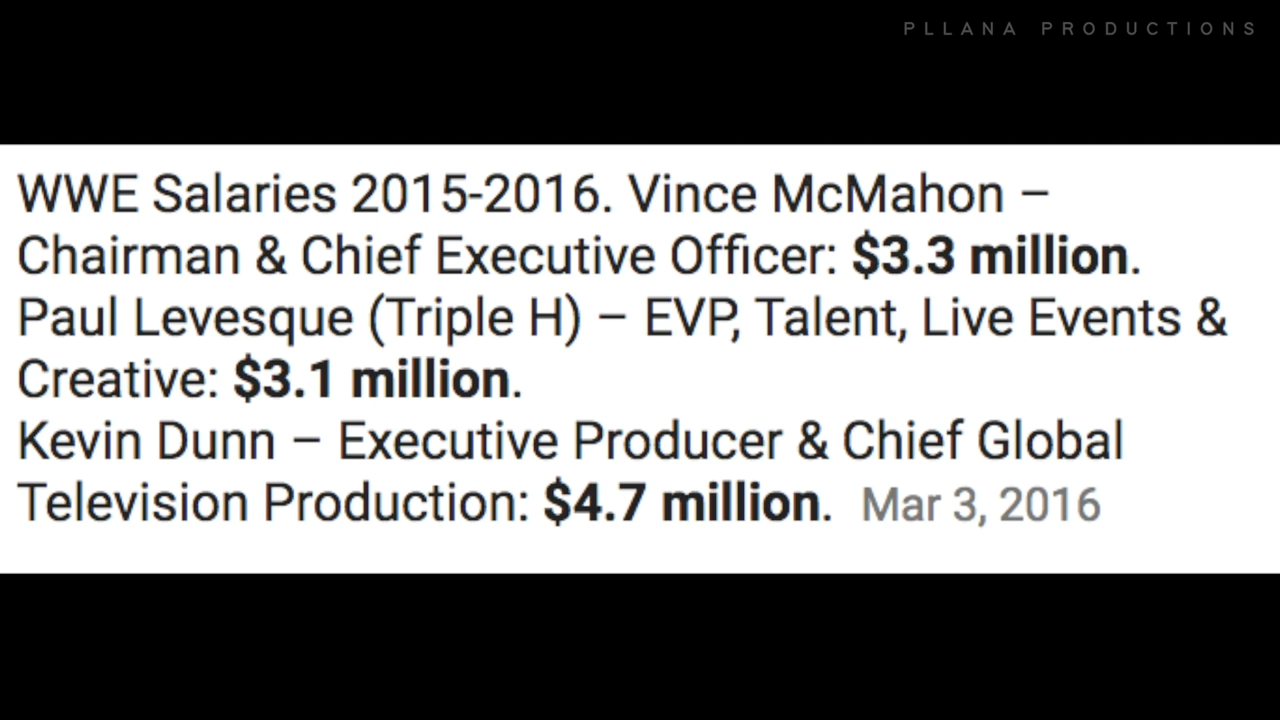 PLLANA PRODUCTIONS
WWE Salaries 2015-2016. Vince McMahon –
Chairman & Chief Executive Officer: $3.3 million.
Paul Levesque (Triple H) – EVP, Talent, Live Events &
Creative: $3.1 million.
Kevin Dunn – Executive Producer & Chief Global
Television Production: $4.7 million. Mar 3, 2016